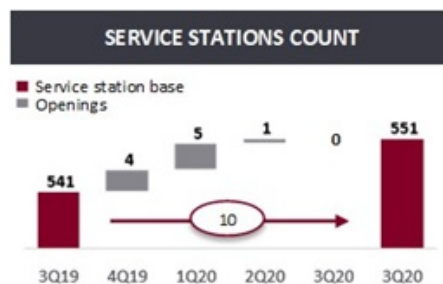 SERVICE STATIONS COUNT
Service station base
Openings
541
4
5
1
0
551
10
3Q19 4Q19 1Q20 2Q20 3Q20 3Q20